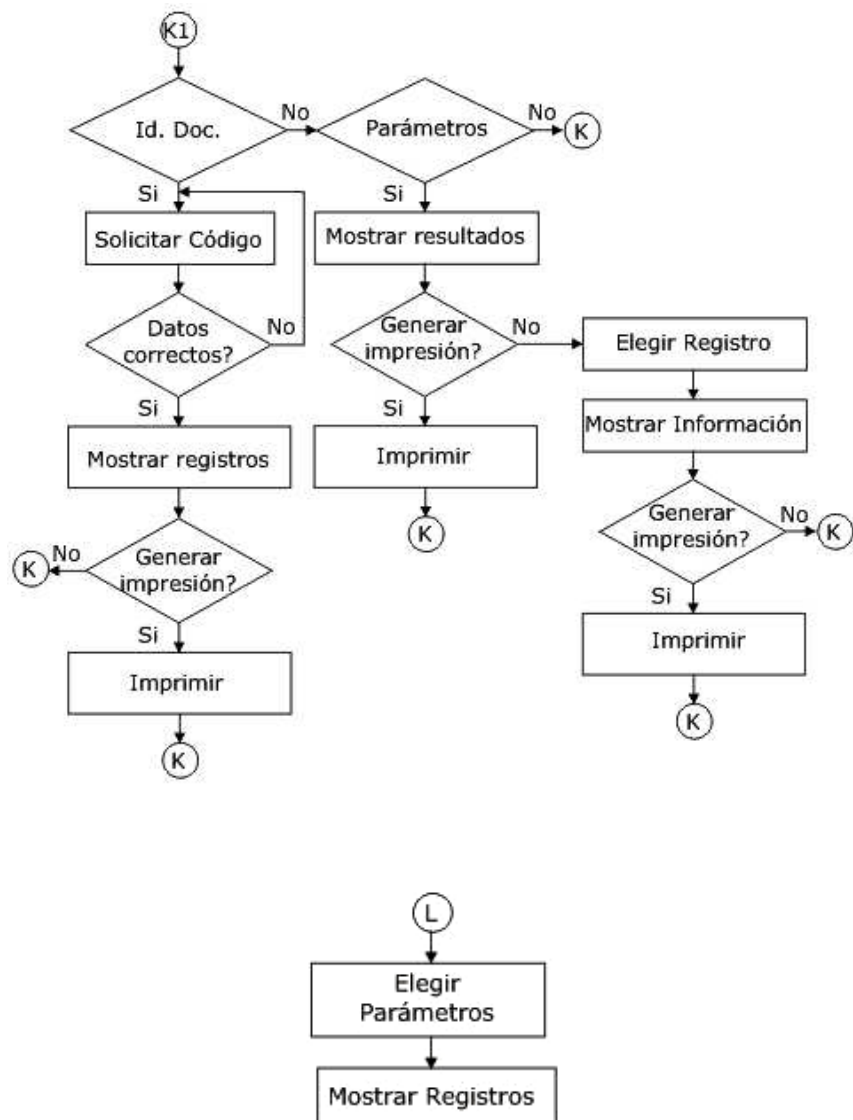 K1
Id. Doc.
No
Parámetros
No
K
Si
Solicitar Código
Datos
correctos?
No
Si
Mostrar registros
Generar
impresión?
No
K
Si
Imprimir
K
Si
Mostrar resultados
Generar
impresión?
No
Si
Imprimir
K
Elegir Registro
Mostrar Información
Generar
impresión?
No
K
Si
Imprimir
K
L
Elegir
Parámetros
Mostrar Registros